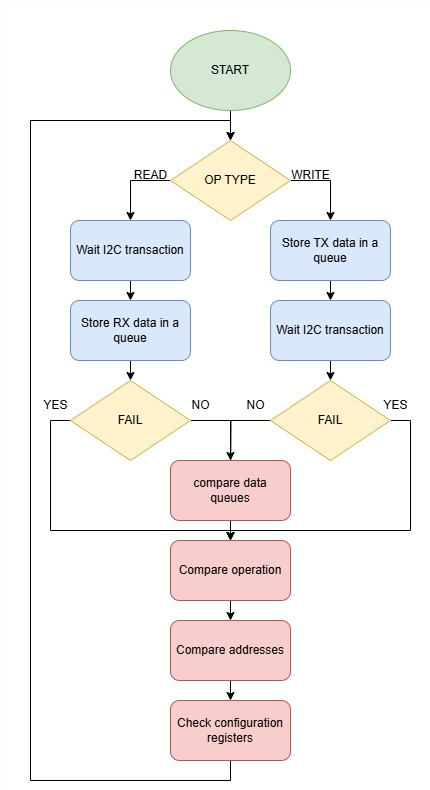 START
OP TYPE
READ
WRITE
Wait I2C transaction
Store TX data in a
queue
Store RX data in a
queue
Wait I2C transaction
YES
FAIL
NO
NO
FAIL
YES
compare data
queues
Compare operation
Compare addresses
Check configuration
registers